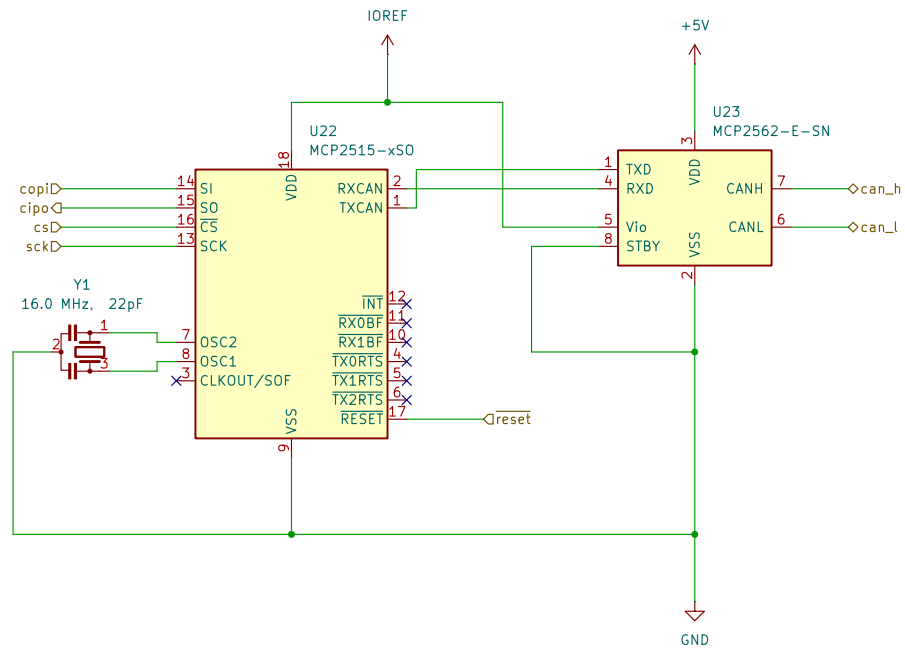 IOREF
+5V
U22
MCP2515-xSO
U23
MCP2562-E-SN
copi 14 SI
cipo 15 SO
cs 16 CS
sck 13 SCK
18 VDD
RXCAN 2
TXCAN 1
1 TXD
4 RXD
5 Vio
8 STBY
3 VDD
CANH 7 can_h
CANL 6 can_l
VSS 2
Y1
16.0 MHz, 22pF
1
2
3
7 OSC2
8 OSC1
3 CLKOUT/SOF
INT 12
RX0BF 11
RX1BF 10
TX0RTS 4
TX1RTS 5
TX2RTS 6
RESET 17 reset
VSS 9
GND